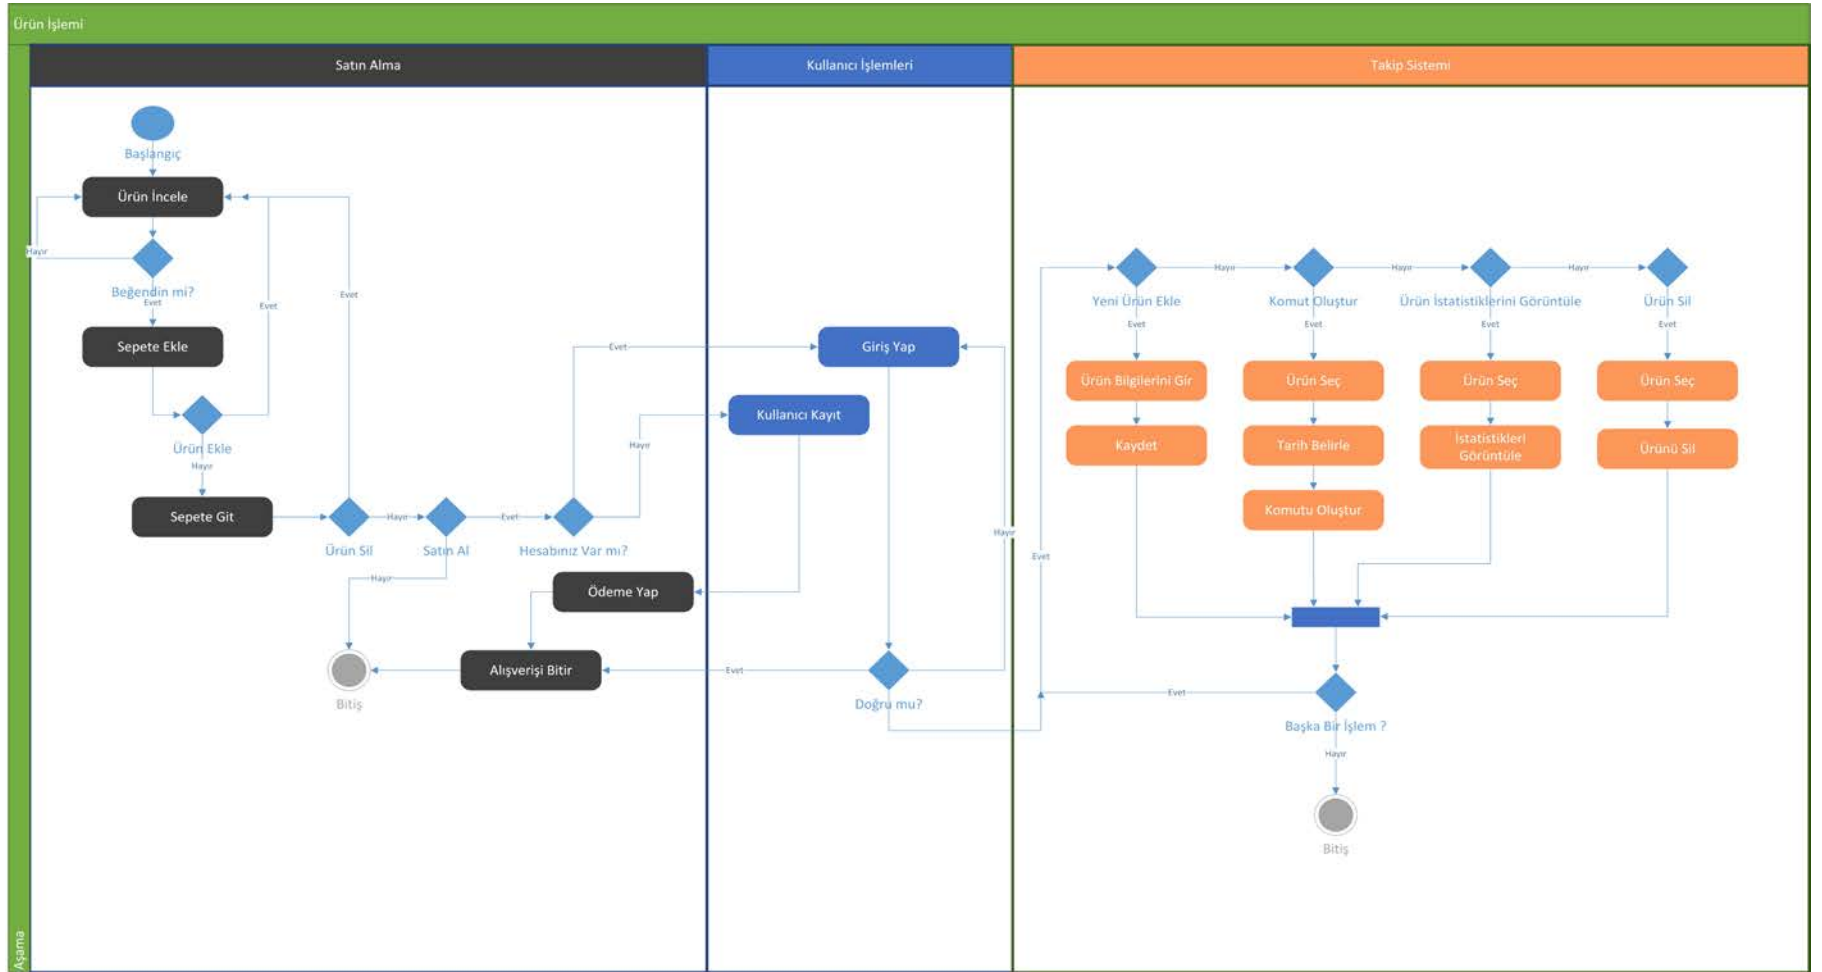 Ürün İşlemi
Satın Alma
Kullanıcı İşlemleri
Takip Sistemi
Aşama
Başlangıç
Ürün İncele
Hayır
Beğendin mi?
Evet
Sepete Ekle
Evet
Evet
Ürün Ekle
Hayır
Sepete Git
Ürün Sil
Hayır
Satın Al
Evet
Hesabınız Var mı?
Hayır
Evet
Hayır
Ödeme Yap
Alışverişi Bitir
Bitiş
Giriş Yap
Kullanıcı Kayıt
Hayır
Evet
Doğru mu?
Yeni Ürün Ekle
Hayır
Komut Oluştur
Hayır
Ürün İstatistiklerini Görüntüle
Hayır
Ürün Sil
Evet
Evet
Evet
Evet
Ürün Bilgilerini Gir
Ürün Seç
Ürün Seç
Ürün Seç
Kaydet
Tarih Belirle
İstatistikleri
Görüntüle
Ürünü Sil
Komutu Oluştur
Evet
Evet
Başka Bir İşlem ?
Hayır
Bitiş